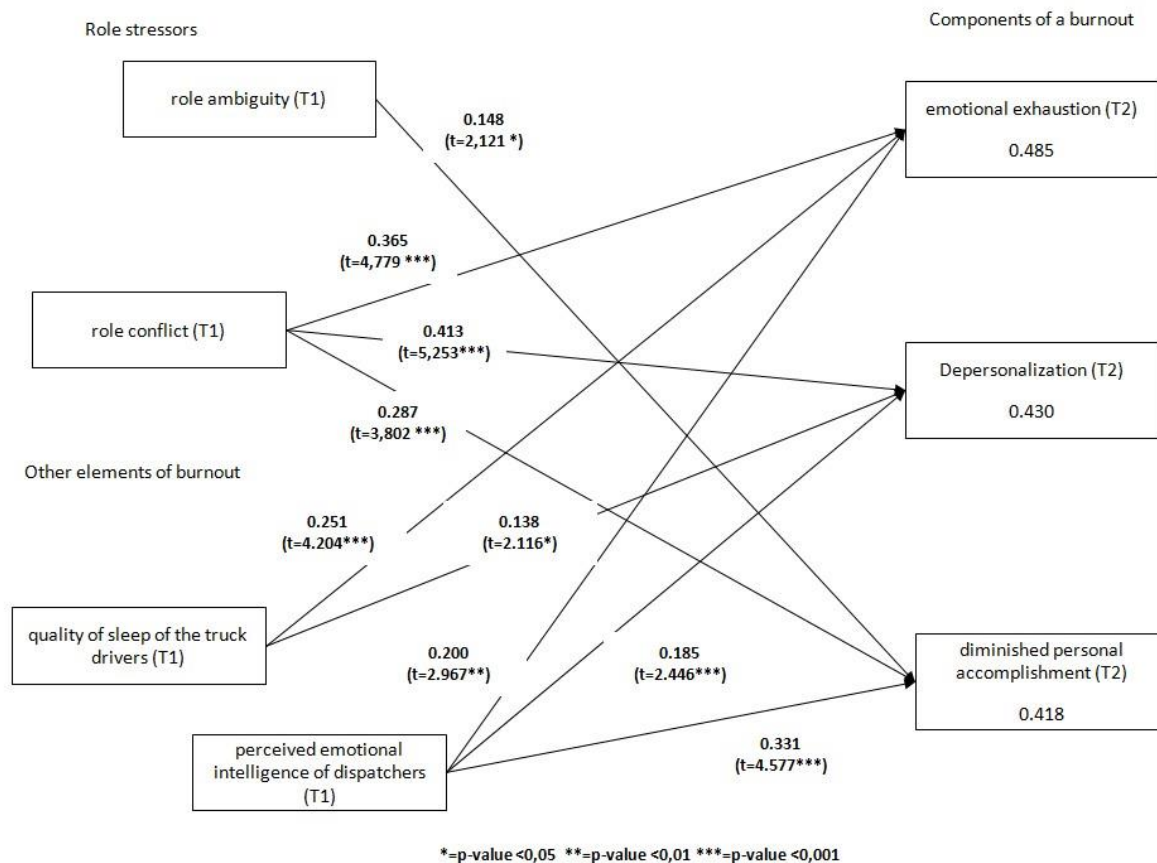 Role stressors
Components of a burnout
role ambiguity (T1)
emotional exhaustion (T2)
0.485
0.148
(t=2,121 *)
0.365
(t=4,779 ***)
role conflict (T1)
0.413
(t=5,253***)
Depersonalization (T2)
0.430
0.287
(t=3,802 ***)
Other elements of burnout
0.251
(t=4.204***)
0.138
(t=2.116*)
quality of sleep of the truck
drivers (T1)
0.200
(t=2.967**)
0.185
(t=2.446***)
diminished personal
accomplishment (T2)
0.418
perceived emotional
intelligence of dispatchers
(T1)
0.331
(t=4.577***)
*=p-value <0,05 **=p-value <0,01 ***=p-value <0,001